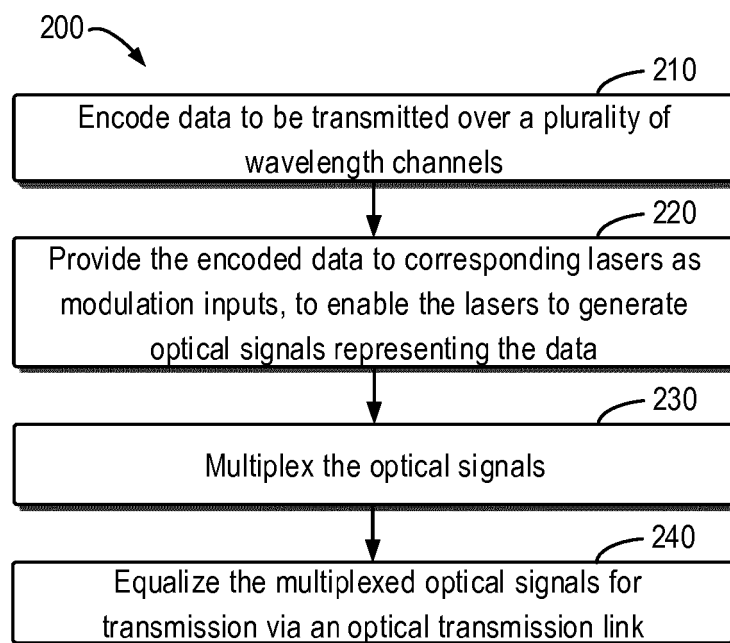 200
210
Encode data to be transmitted over a plurality of
wavelength channels
220
Provide the encoded data to corresponding lasers as
modulation inputs, to enable the lasers to generate
optical signals representing the data
230
Multiplex the optical signals
240
Equalize the multiplexed optical signals for
transmission via an optical transmission link